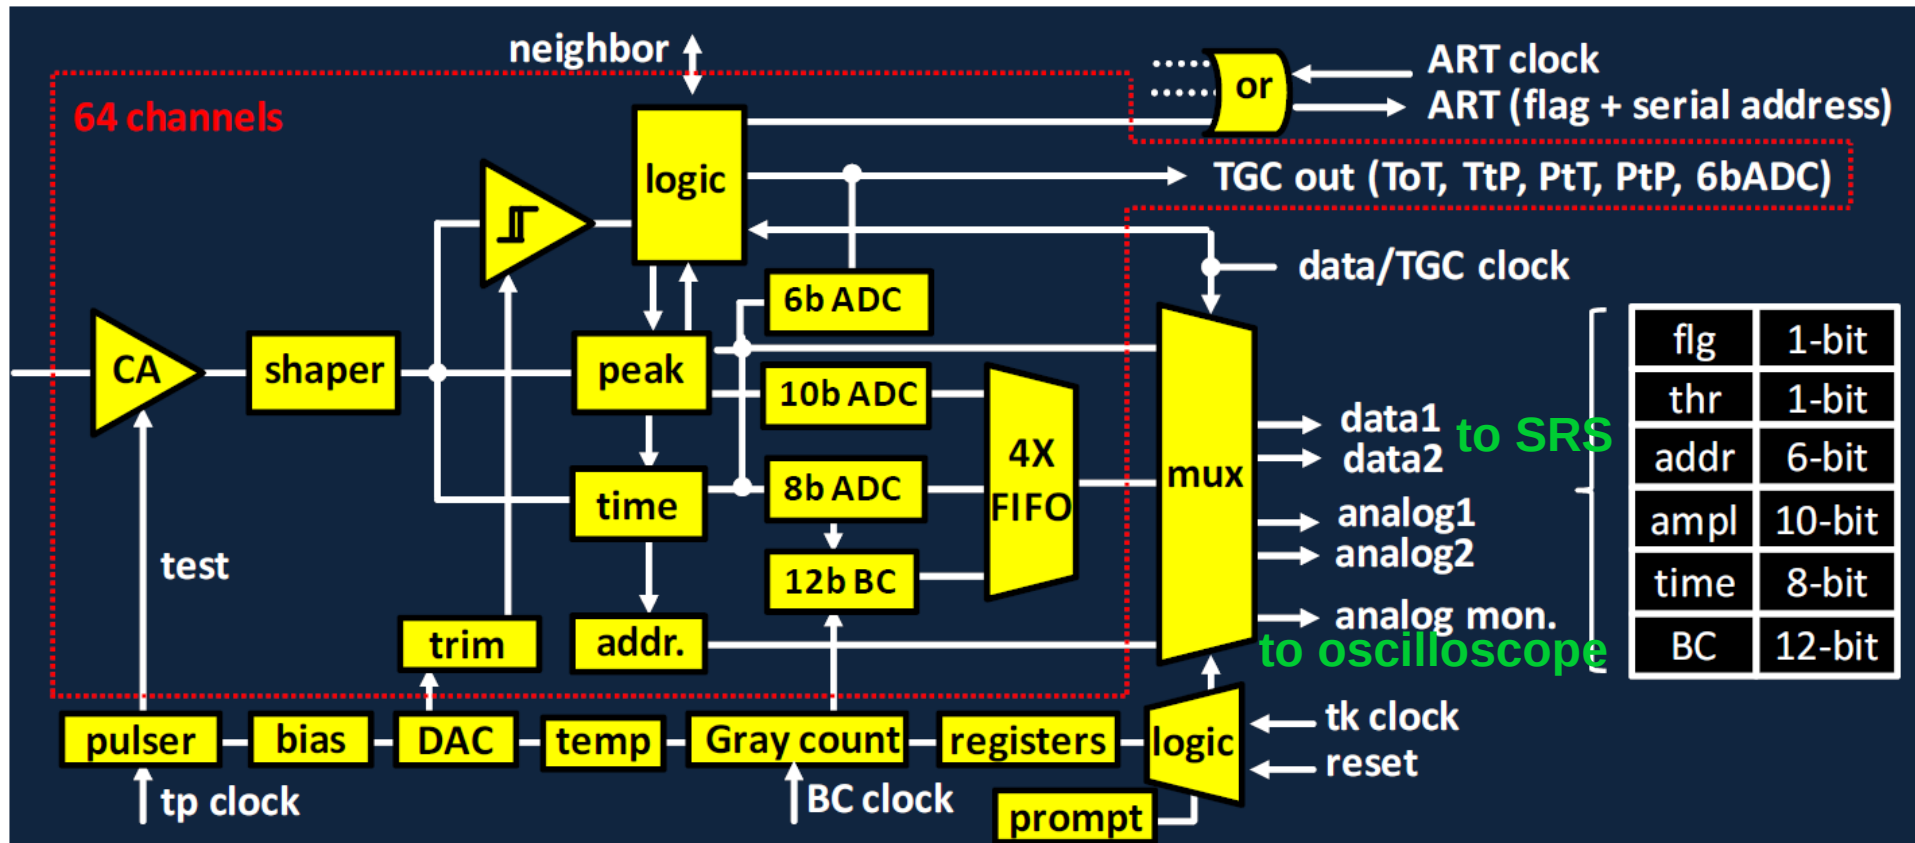 neighbor
64 channels
or
ART clock
ART (flag + serial address)
logic
TGC out (ToT, TtP, PtT, PtP, 6bADC)
data/TGC clock
6b ADC
CA
shaper
peak
10b ADC
4X
FIFO
mux
data1
data2
to SRS
time
8b ADC
analog1
analog2
12b BC
test
trim
addr.
analog mon.
to oscilloscope
flg 1-bit
thr 1-bit
addr 6-bit
ampl 10-bit
time 8-bit
BC 12-bit
pulser
bias
DAC
temp
Gray count
registers
logic
tk clock
reset
tp clock
BC clock
prompt